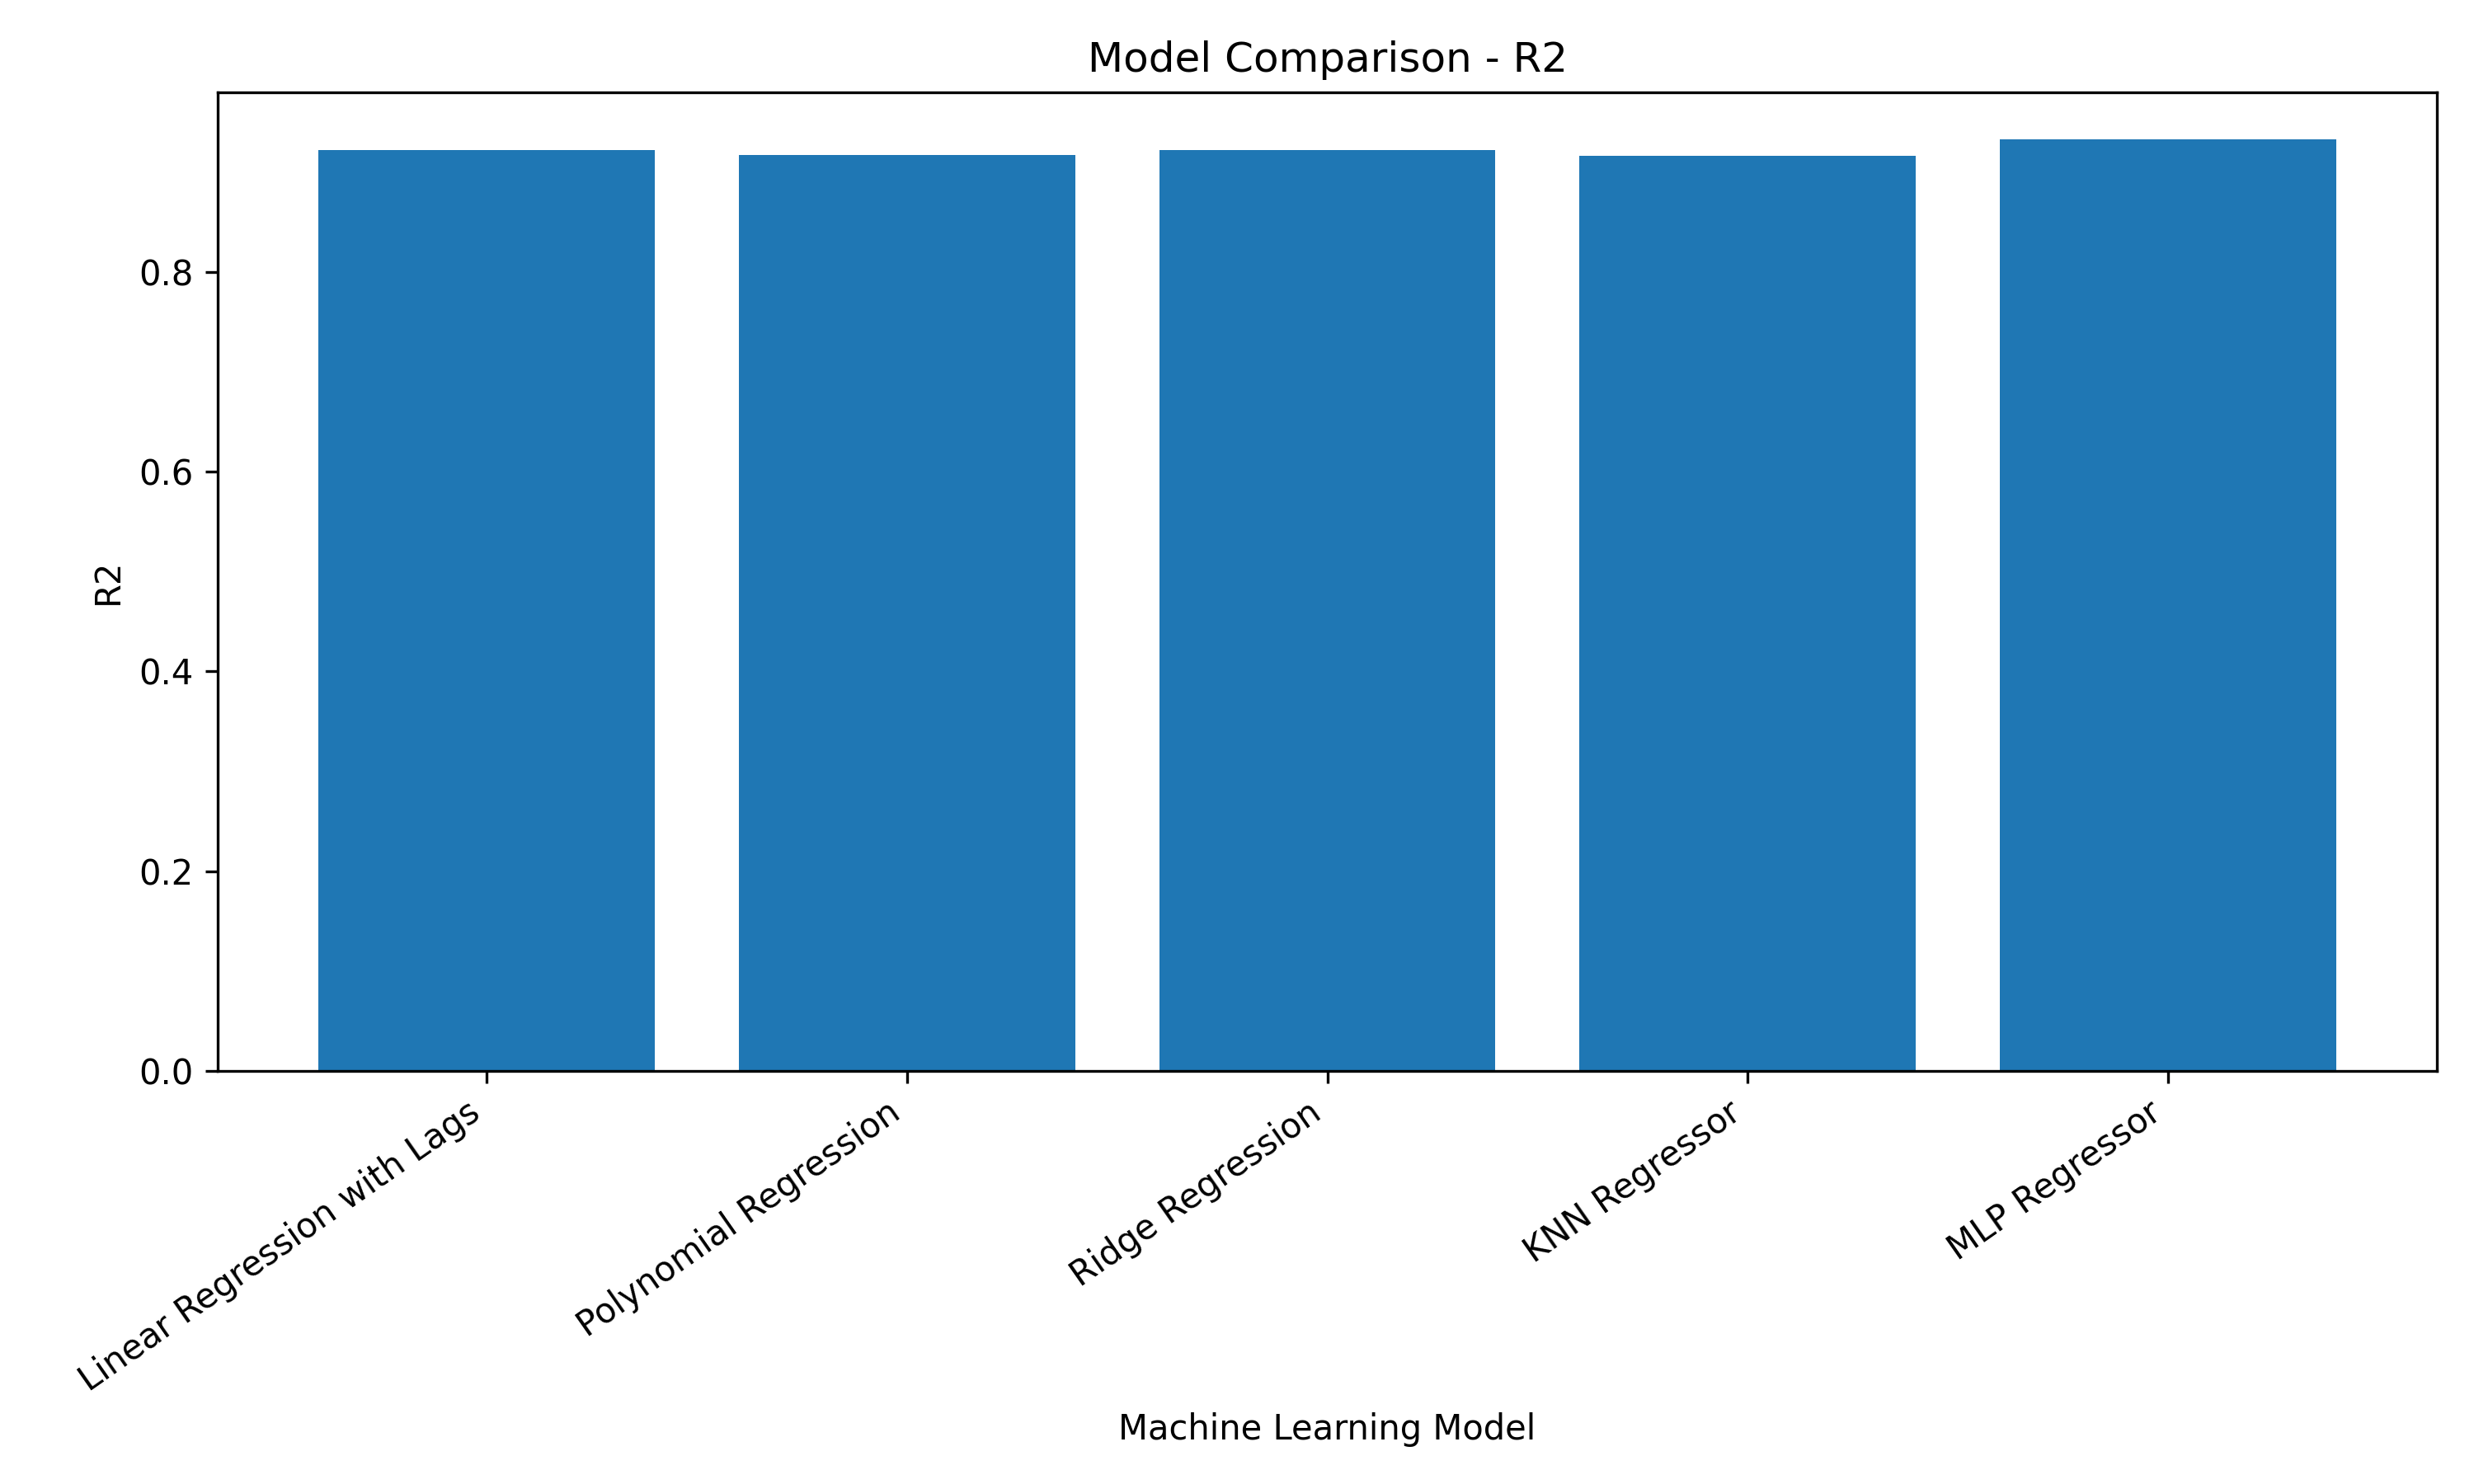 Model Comparison - R2
R2
0.8
0.6
0.4
0.2
0.0
Linear Regression with Lags
Polynomial Regression
Ridge Regression
KNN Regressor
MLP Regressor
Machine Learning Model